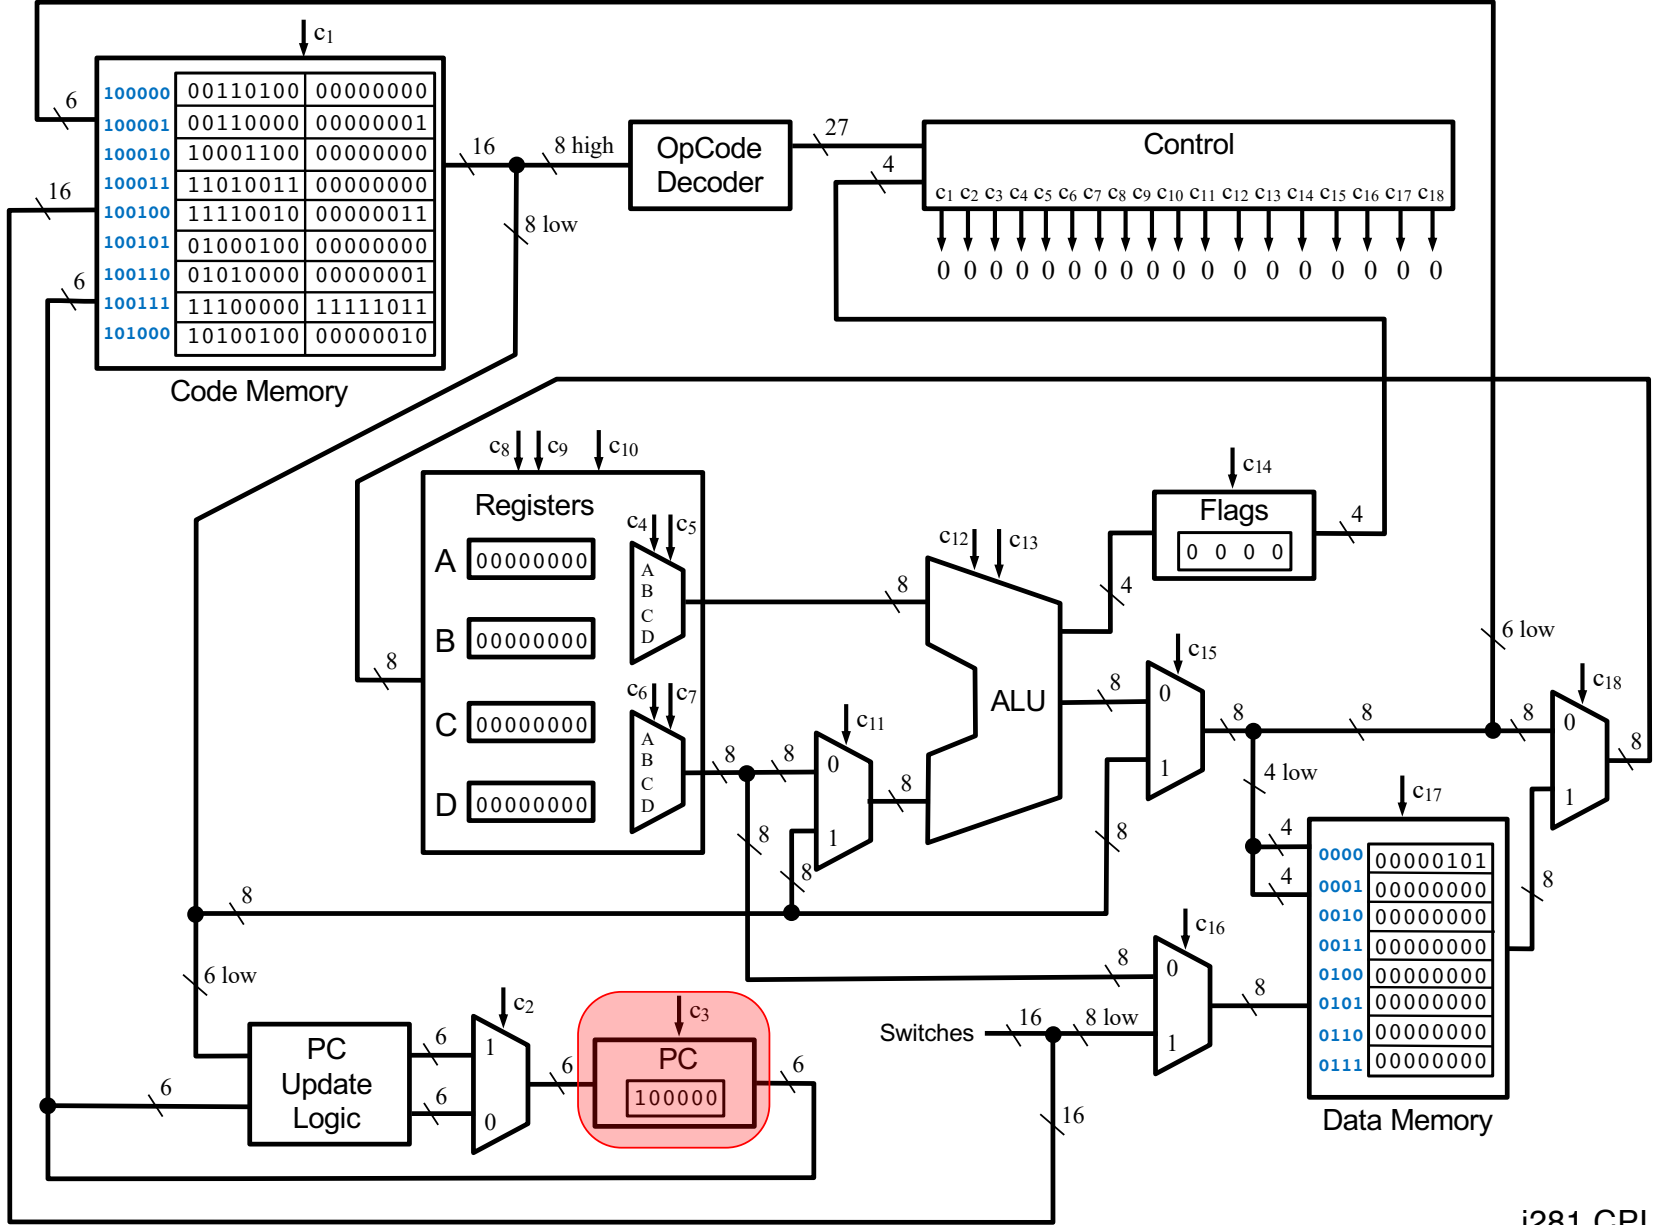 c1
6
16
6
100000 00110100 00000000
100001 00110000 00000001
100010 10001100 00000000
100011 11010011 00000000
100100 11110010 00000011
100101 01000100 00000000
100110 01010000 00000001
100111 11100000 11111011
101000 10100100 00000010
Code Memory
16
8 high
8 low
OpCode
Decoder
27
4
Control
c1 c2 c3 c4 c5 c6 c7 c8 c9 c10 c11 c12 c13 c14 c15 c16 c17 c18
0 0 0 0 0 0 0 0 0 0 0 0 0 0 0 0 0 0
c8 c9 c10
Registers
A 00000000
B 00000000
C 00000000
D 00000000
8
c4 c5
A
B
C
D
c6 c7
A
B
C
D
8
8
8
8
c11
0
1
8
8
c12 c13
ALU
8
4
c14
Flags
0 0 0 0
4
c15
0
1
8
8
8
8
6 low
8
c18
0
1
8
4 low
4
4
c17
0000 00000101
0001 00000000
0010 00000000
0011 00000000
0100 00000000
0101 00000000
0110 00000000
0111 00000000
Data Memory
8
c16
0
1
8
8
Switches
16
8 low
16
8
6 low
PC
Update
Logic
6
6
6
c2
1
0
6
c3
PC
100000
6